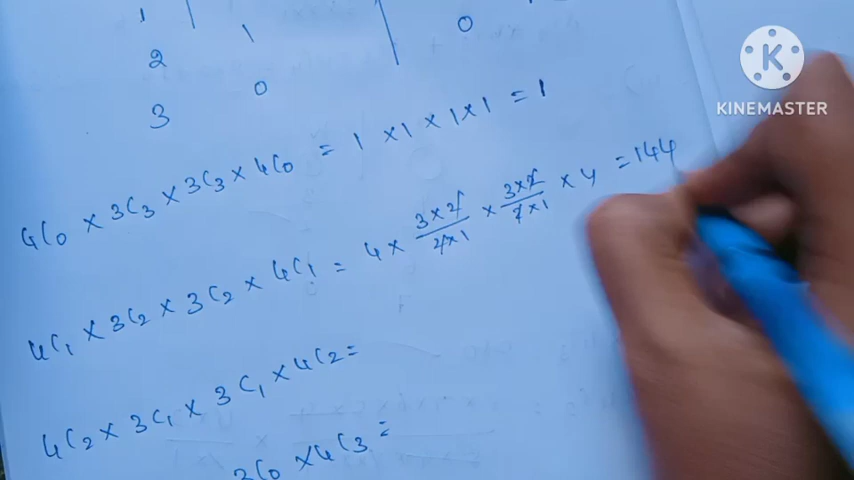 1 | 1 | 0
2 0
3
KINEMASTER
4C0 × 3C3 × 3C3 × 4C0 = 1 × 1 × 1 × 1 = 1
4C1 × 3C2 × 3C2 × 4C1 = 4 × 3×2/2×1 × 3×2/2×1 × 4 = 144
4C2 × 3C1 × 3C1 × 4C2 =
3C0 × 4C3 =